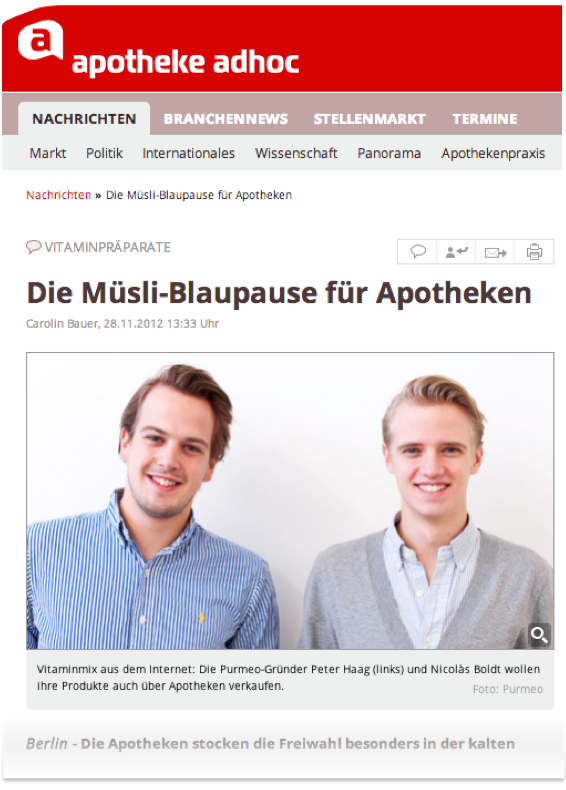 a
apotheke adhoc
NACHRICHTEN BRANCHENNEWS STELLENMARKT TERMINE
Markt Politik Internationales Wissenschaft Panorama Apothekenpraxis
Nachrichten » Die Müsli-Blaupause für Apotheken
VITAMINPRÄPARATE
Die Müsli-Blaupause für Apotheken
Carolin Bauer, 28.11.2012 13:33 Uhr
Vitaminmix aus dem Internet: Die Purmeo-Gründer Peter Haag (links) und Nicolàs Boldt wollen
ihre Produkte auch über Apotheken verkaufen.
Foto: Purmeo
Berlin - Die Apotheken stocken die Freiwahl besonders in der kalten